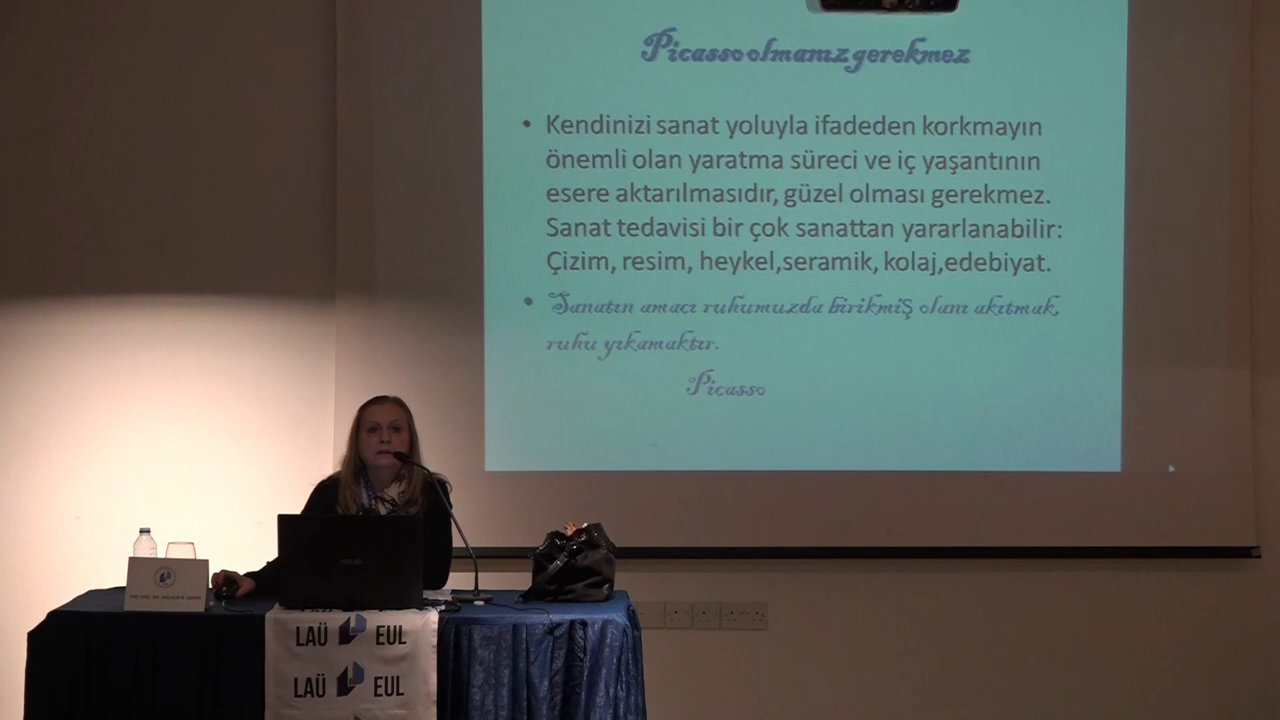 Picasso olmanız gerekmez
• Kendinizi sanat yoluyla ifadeden korkmayın
önemli olan yaratma süreci ve iç yaşantının
esere aktarılmasıdır, güzel olması gerekmez.
Sanat tedavisi bir çok sanattan yararlanabilir:
Çizim, resim, heykel,seramik, kolaj,edebiyat.
• Sanatın amacı ruhumuzda birikmiş olanı akıtmak,
ruhu yıkamaktır.
Picasso
ASUS
LAÜ EUL
LAÜ EUL